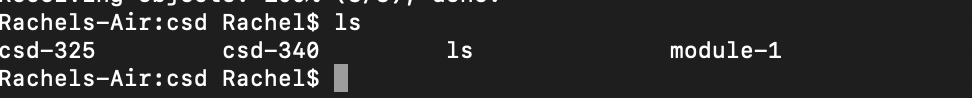 Rachels-Air:csd Rachel$ ls
csd-325 csd-340 ls module-1
Rachels-Air:csd Rachel$